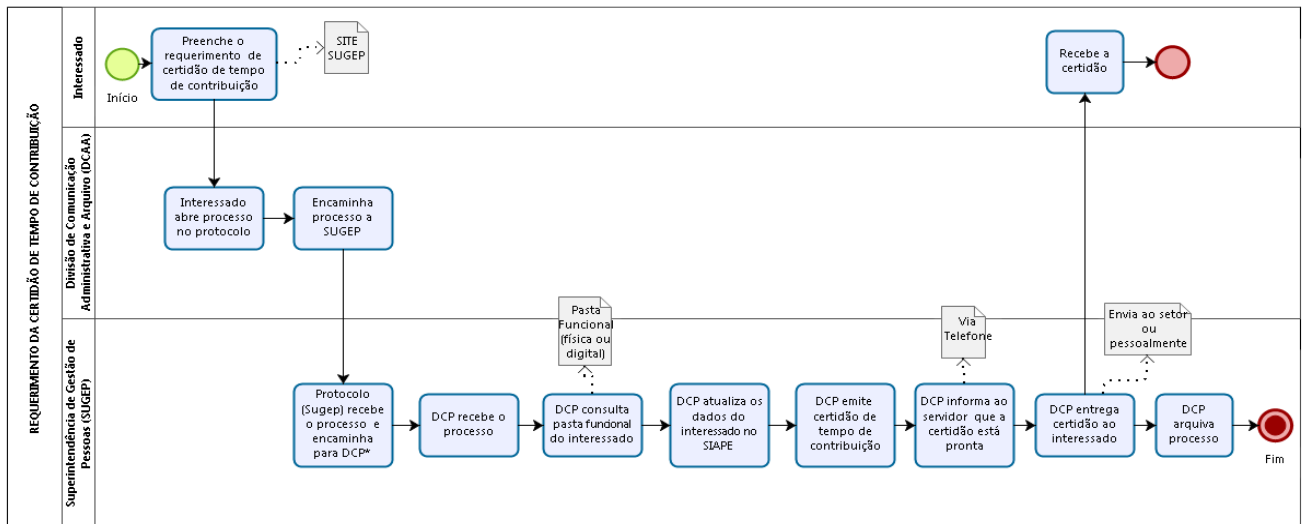 REQUERIMENTO DA CERTIDÃO DE TEMPO DE CONTRIBUIÇÃO
Interessado
Início
Preenche o
requerimento de
certidão de tempo
de contribuição
SITE
SUGEP
Recebe a
certidão
Divisão de Comunicação
Administrativa e Arquivo (DCAA)
Interessado
abre processo
no protocolo
Encaminha
processo a
SUGEP
Superintendência de Gestão de
Pessoas (SUGEP)
Protocolo
(Sugep) recebe
o processo e
encaminha
para DCP*
DCP recebe o
processo
Pasta
Funcional
(física ou
digital)
DCP consulta
pasta funcional
do interessado
DCP atualiza os
dados do
interessado no
SIAPE
DCP emite
certidão de
tempo de
contribuição
Via
Telefone
DCP informa ao
servidor que a
certidão está
pronta
Envia ao setor
ou
pessoalmente
DCP entrega
certidão ao
interessado
DCP
arquiva
processo
Fim